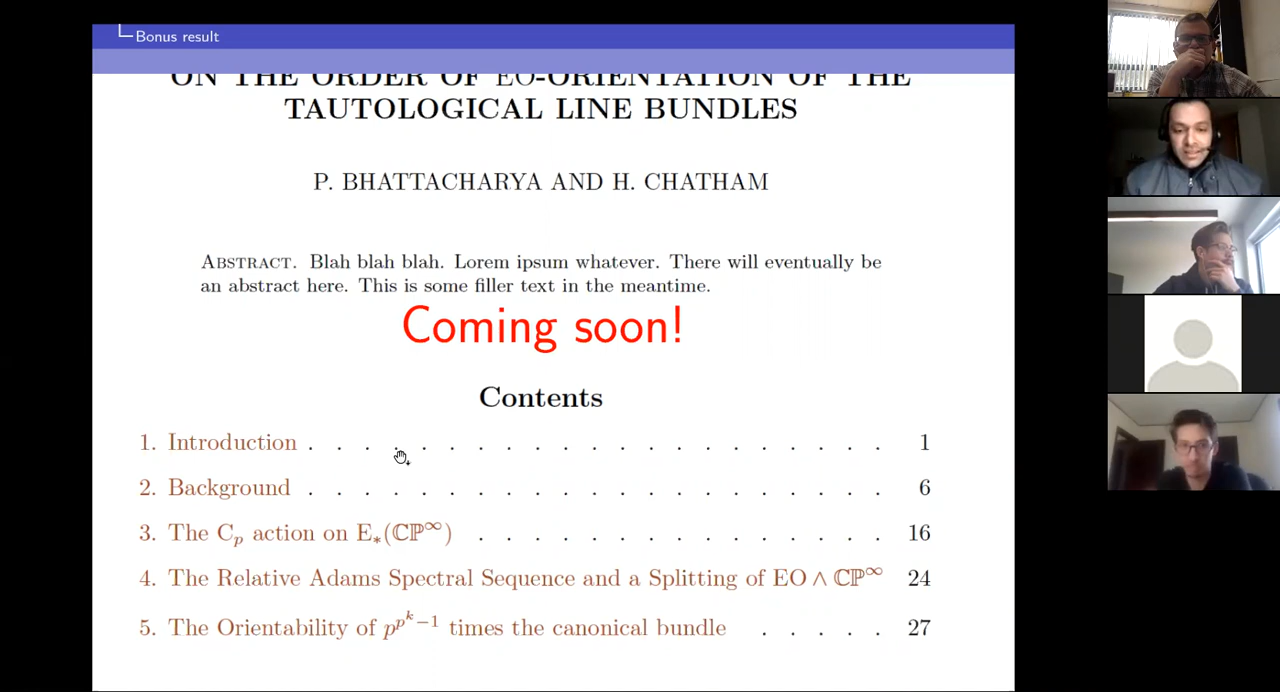 Bonus result
ON THE ORDER OF EO-ORIENTATION OF THE
TAUTOLOGICAL LINE BUNDLES
P. BHATTACHARYA AND H. CHATHAM
ABSTRACT. Blah blah blah. Lorem ipsum whatever. There will eventually be
an abstract here. This is some filler text in the meantime.
Coming soon!
Contents
1. Introduction . . . . . . . . . . . . . . . . . . . . . 1
2. Background . . . . . . . . . . . . . . . . . . . . . 6
3. The Cₚ action on E∗(ℂℙ^∞) . . . . . . . . . . . . . . . 16
4. The Relative Adams Spectral Sequence and a Splitting of EO ∧ ℂℙ^∞ 24
5. The Orientability of p^{p^k−1} times the canonical bundle . . . . . 27